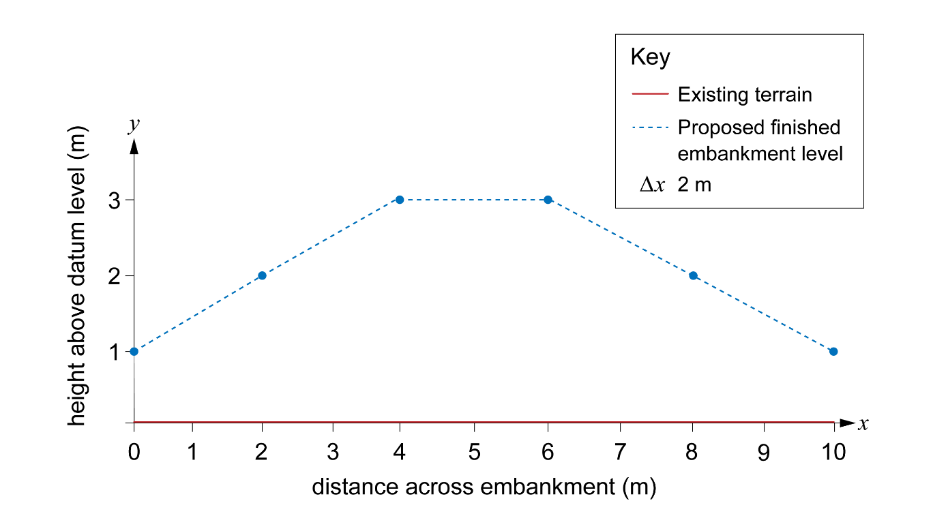 Key
Existing terrain
Proposed finished
embankment level
Δx 2 m
y
height above datum level (m)
3
2
1
x
0 1 2 3 4 5 6 7 8 9 10
distance across embankment (m)